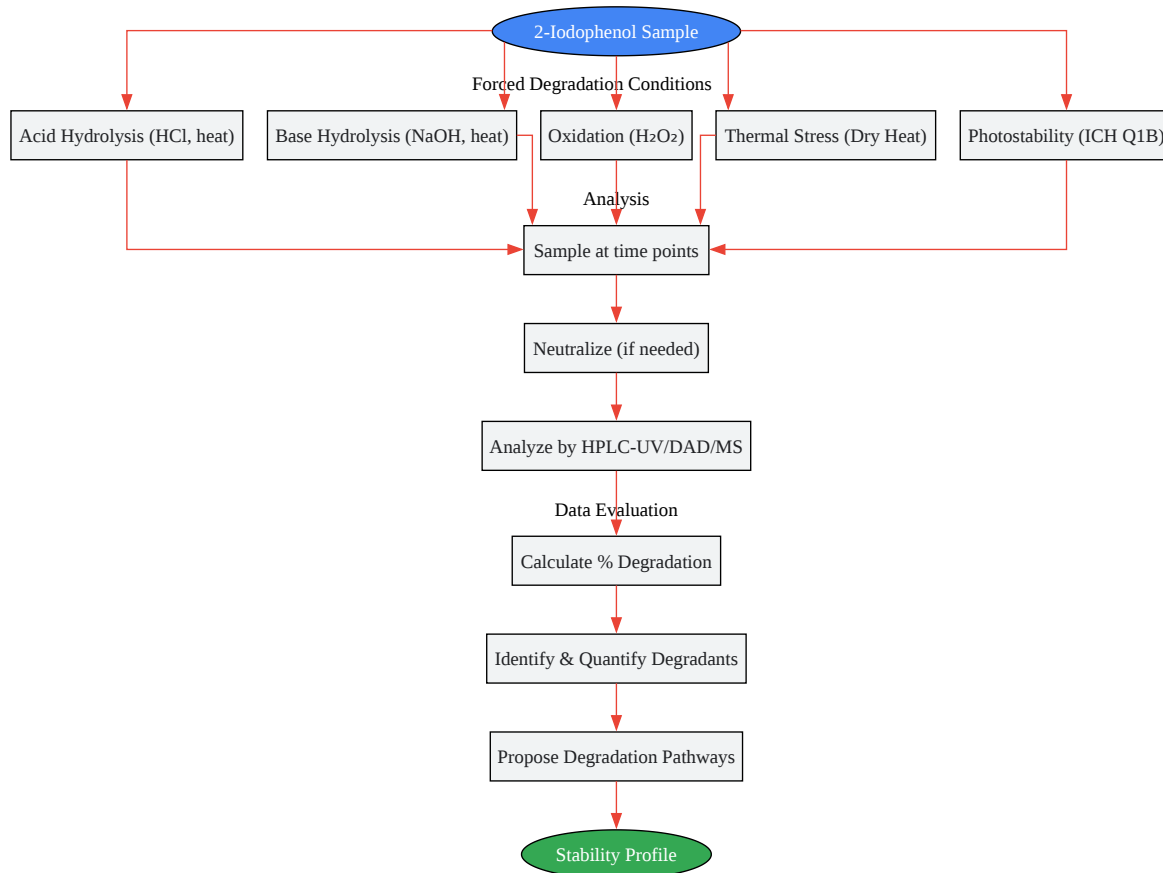 2-Iodophenol Sample
Forced Degradation Conditions
Acid Hydrolysis (HCl, heat)
Base Hydrolysis (NaOH, heat)
Oxidation (H₂O₂)
Thermal Stress (Dry Heat)
Photostability (ICH Q1B)
Analysis
Sample at time points
Neutralize (if needed)
Analyze by HPLC-UV/DAD/MS
Data Evaluation
Calculate % Degradation
Identify & Quantify Degradants
Propose Degradation Pathways
Stability Profile